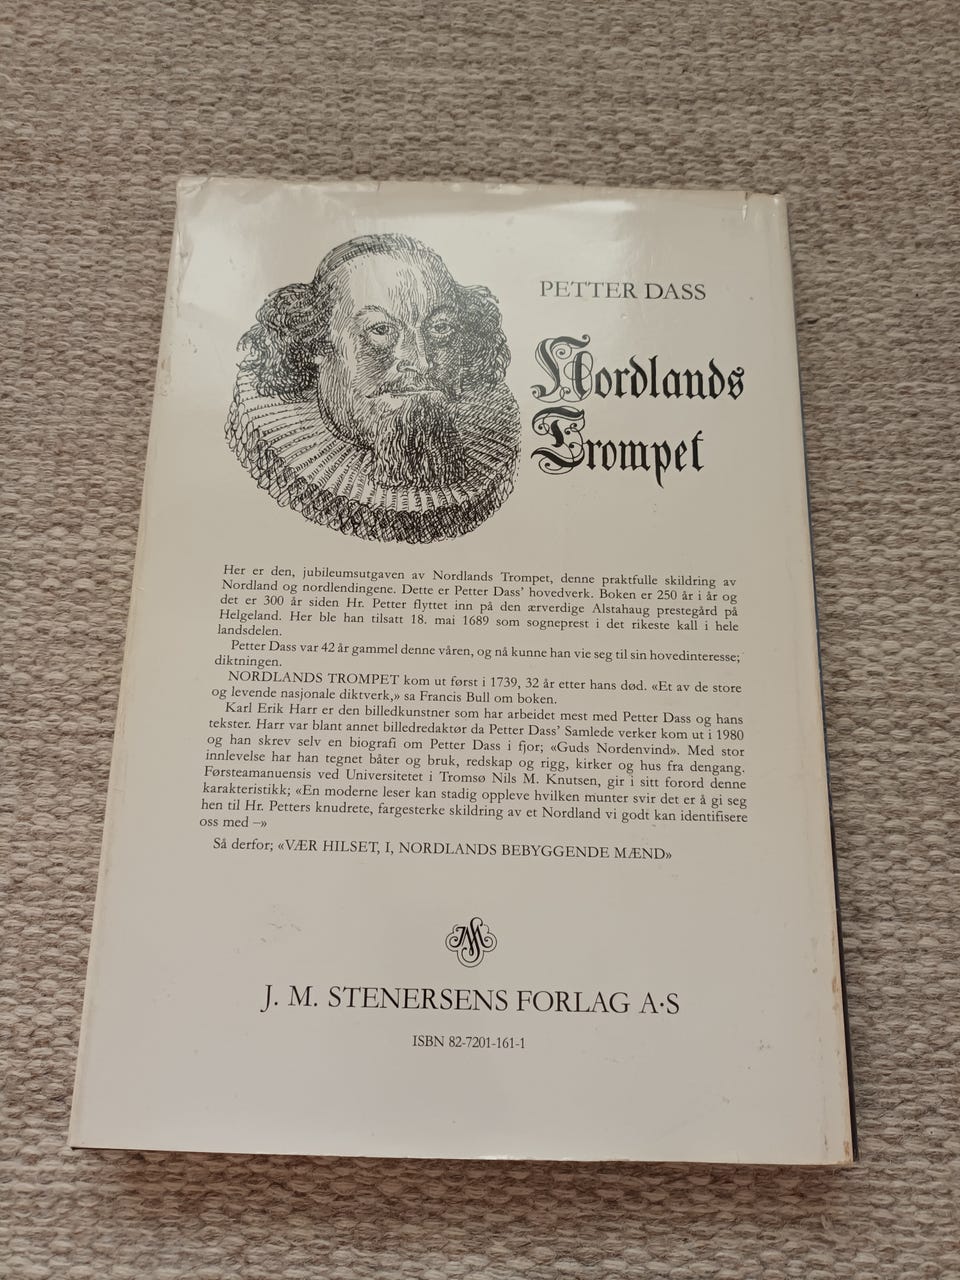 PETTER DASS
Nordlands
Trompet
Her er den, jubileumsutgaven av Nordlands Trompet, denne praktfulle skildring av
Nordland og nordlendingene. Dette er Petter Dass' hovedverk. Boken er 250 år i år og
det er 300 år siden Hr. Petter flyttet inn på den ærverdige Alstahaug prestegård på
Helgeland. Her ble han tilsatt 18. mai 1689 som sogneprest i det rikeste kall i hele
landsdelen.
Petter Dass var 42 år gammel denne våren, og nå kunne han vie seg til sin hovedinteresse;
diktningen.
NORDLANDS TROMPET kom ut først i 1739, 32 år etter hans død. «Et av de store
og levende nasjonale diktverk,» sa Francis Bull om boken.
Karl Erik Harr er den billedkunstner som har arbeidet mest med Petter Dass og hans
tekster. Harr var blant annet billedredaktør da Petter Dass' Samlede verker kom ut i 1980
og han skrev selv en biografi om Petter Dass i fjor; «Guds Nordenvind». Med stor
innlevelse har han tegnet båter og bruk, redskap og rigg, kirker og hus fra dengang.
Førsteamanuensis ved Universitetet i Tromsø Nils M. Knutsen, gir i sitt forord denne
karakteristikk; «En moderne leser kan stadig oppleve hvilken munter svir det er å gi seg
hen til Hr. Petters knudrete, fargesterke skildring av et Nordland vi godt kan identifisere
oss med –»
Så derfor; «VÆR HILSET, I, NORDLANDS BEBYGGENDE MÆND»
J. M. STENERSENS FORLAG A·S
ISBN 82-7201-161-1